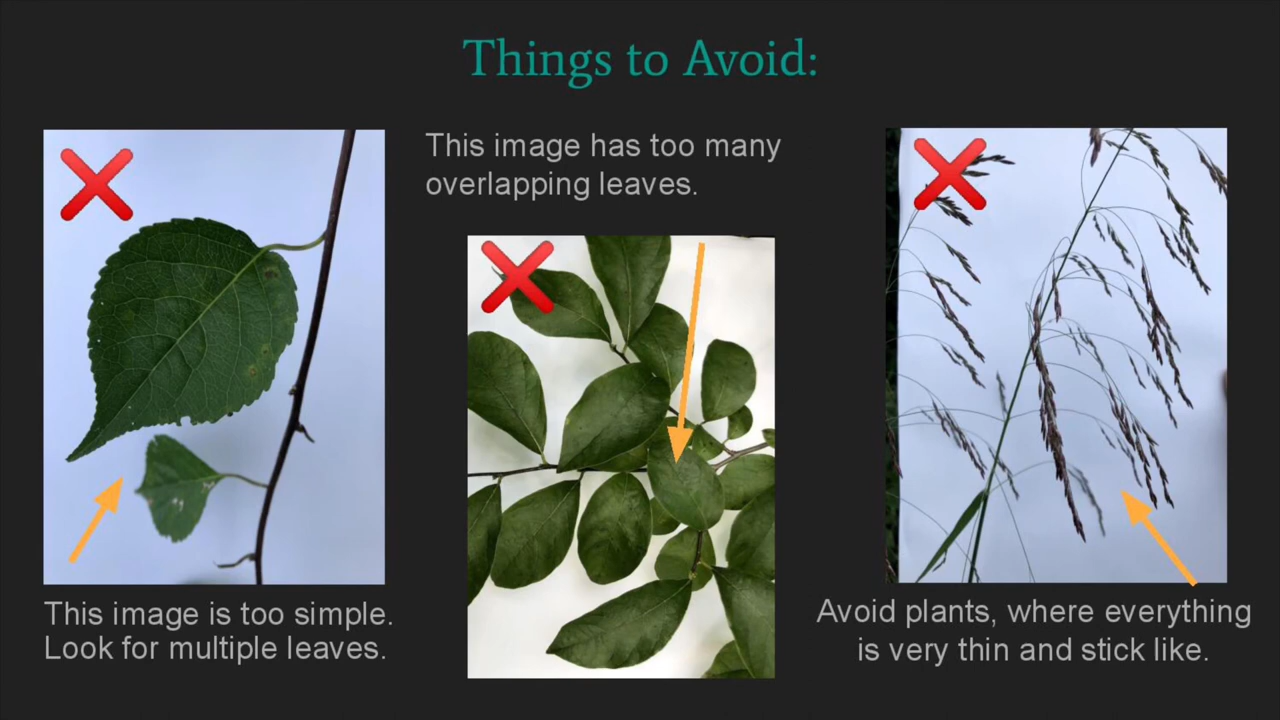 Things to Avoid:
This image has too many
overlapping leaves.
This image is too simple.
Look for multiple leaves.
Avoid plants, where everything
is very thin and stick like.